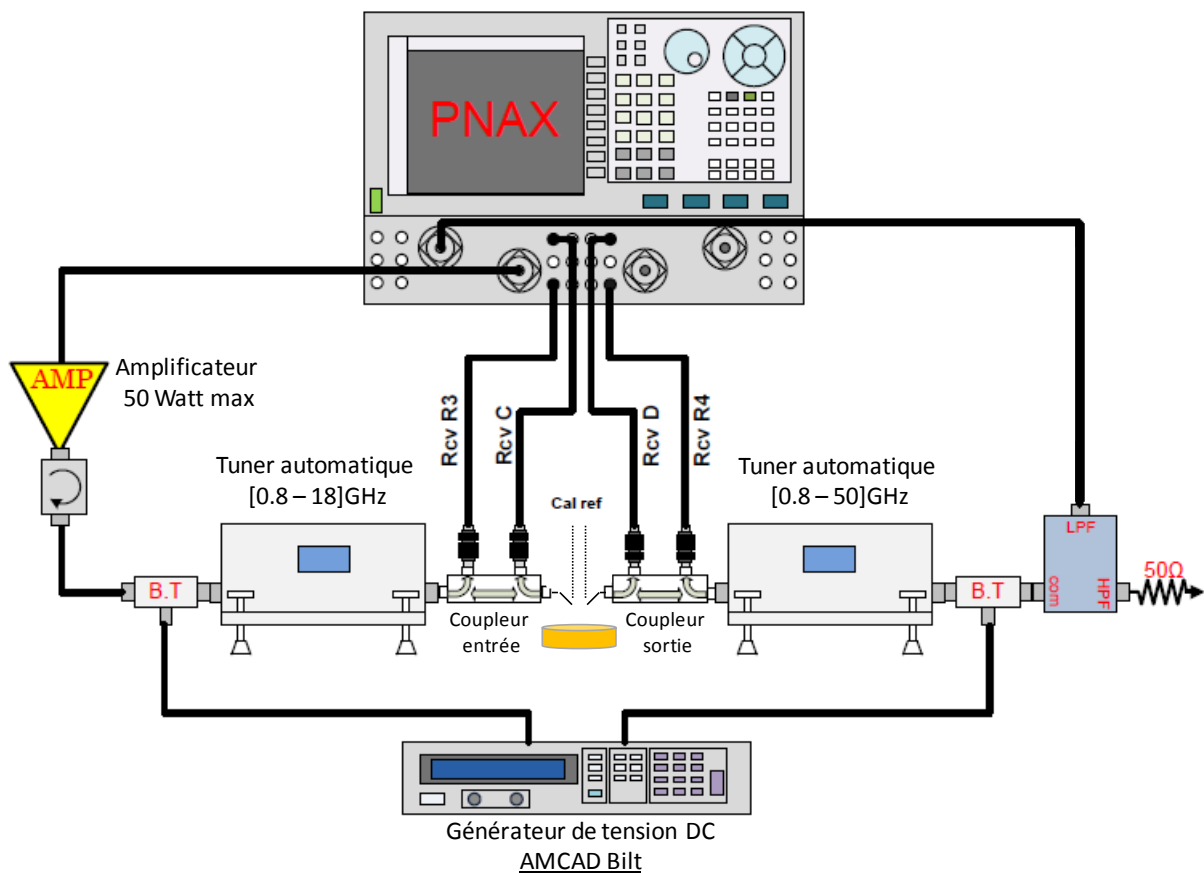 PNAX
AMP
Amplificateur
50 Watt max
Rcv R3
Rcv C
Rcv D
Rcv R4
Tuner automatique
[0.8 – 18]GHz
Cal ref
Tuner automatique
[0.8 – 50]GHz
LPF
com
HPF
50Ω
B.T
B.T
Coupleur
entrée
Coupleur
sortie
Générateur de tension DC
AMCAD Bilt